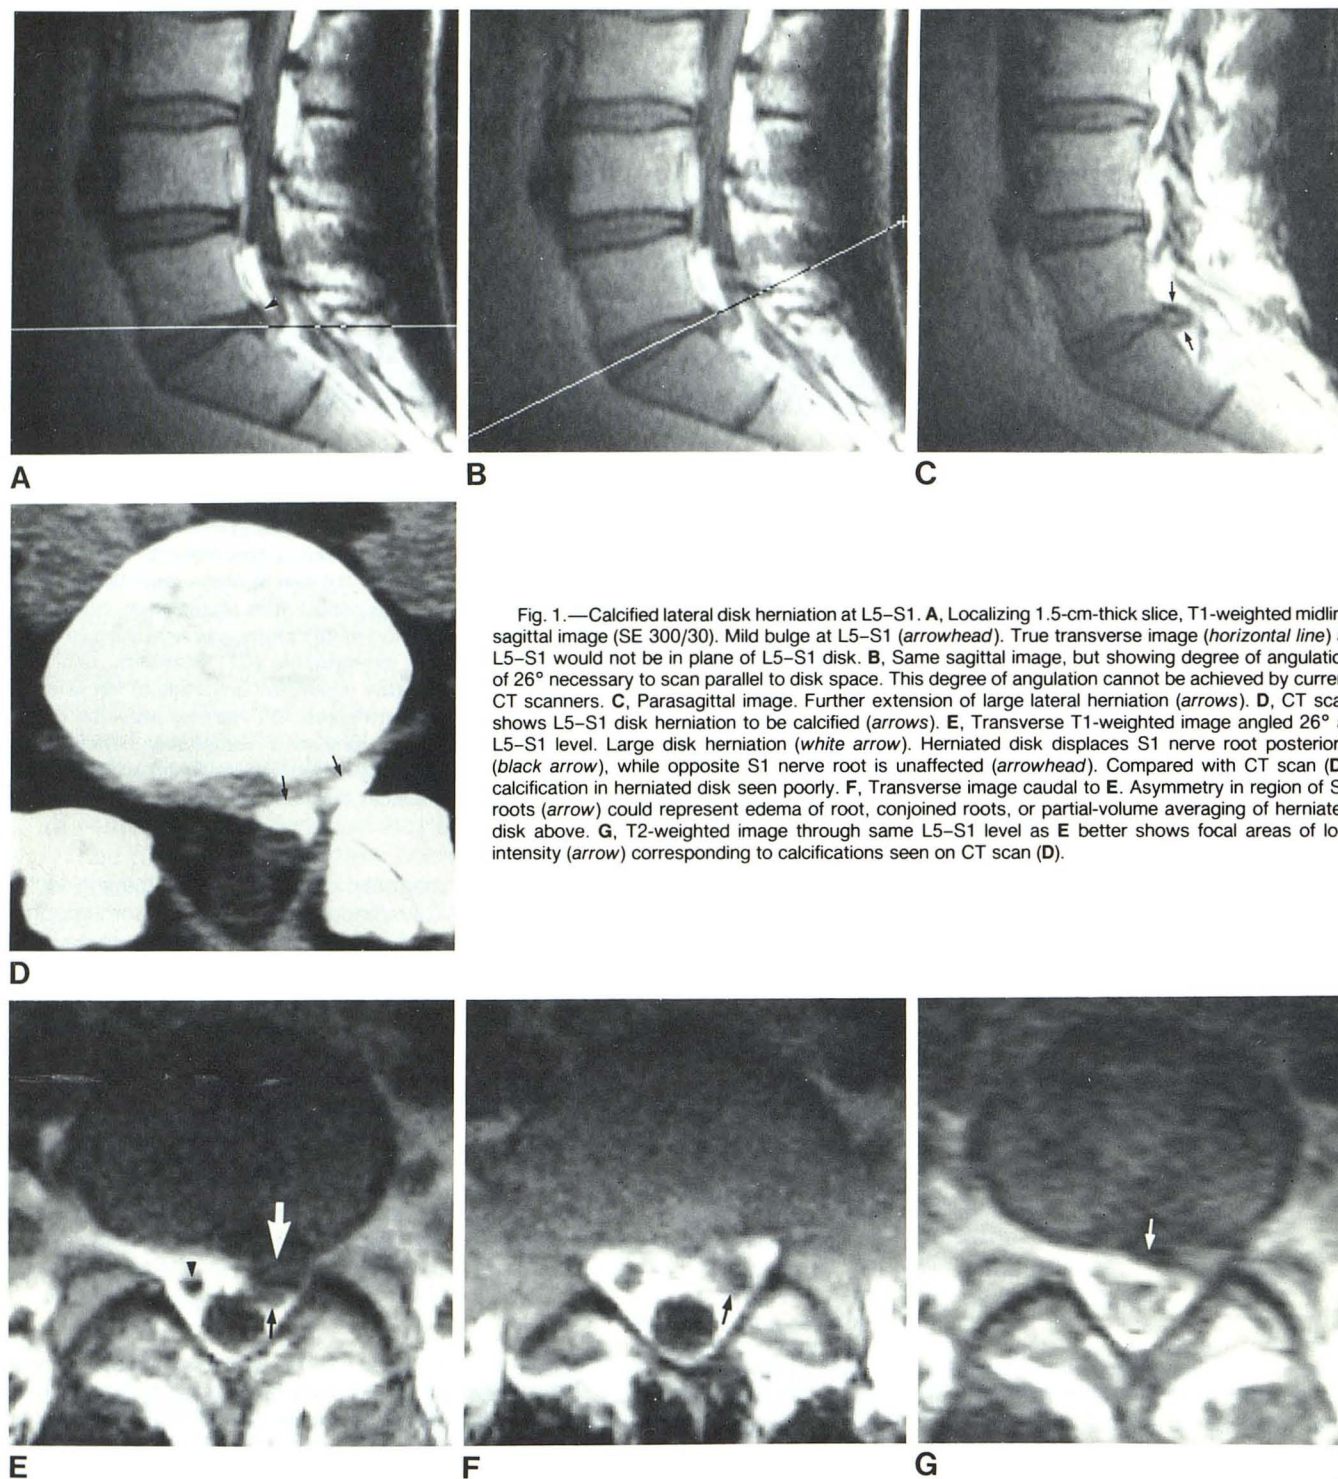 A
B
C
D
Fig. 1.—Calcified lateral disk herniation at L5–S1. A, Localizing 1.5-cm-thick slice, T1-weighted midlin
sagittal image (SE 300/30). Mild bulge at L5–S1 (arrowhead). True transverse image (horizontal line)
L5–S1 would not be in plane of L5–S1 disk. B, Same sagittal image, but showing degree of angulatio
of 26° necessary to scan parallel to disk space. This degree of angulation cannot be achieved by curren
CT scanners. C, Parasagittal image. Further extension of large lateral herniation (arrows). D, CT sca
shows L5–S1 disk herniation to be calcified (arrows). E, Transverse T1-weighted image angled 26°
L5–S1 level. Large disk herniation (white arrow). Herniated disk displaces S1 nerve root posterior
(black arrow), while opposite S1 nerve root is unaffected (arrowhead). Compared with CT scan (D
calcification in herniated disk seen poorly. F, Transverse image caudal to E. Asymmetry in region of S
roots (arrow) could represent edema of root, conjoined roots, or partial-volume averaging of herniate
disk above. G, T2-weighted image through same L5–S1 level as E better shows focal areas of lo
intensity (arrow) corresponding to calcifications seen on CT scan (D).
E
F
G